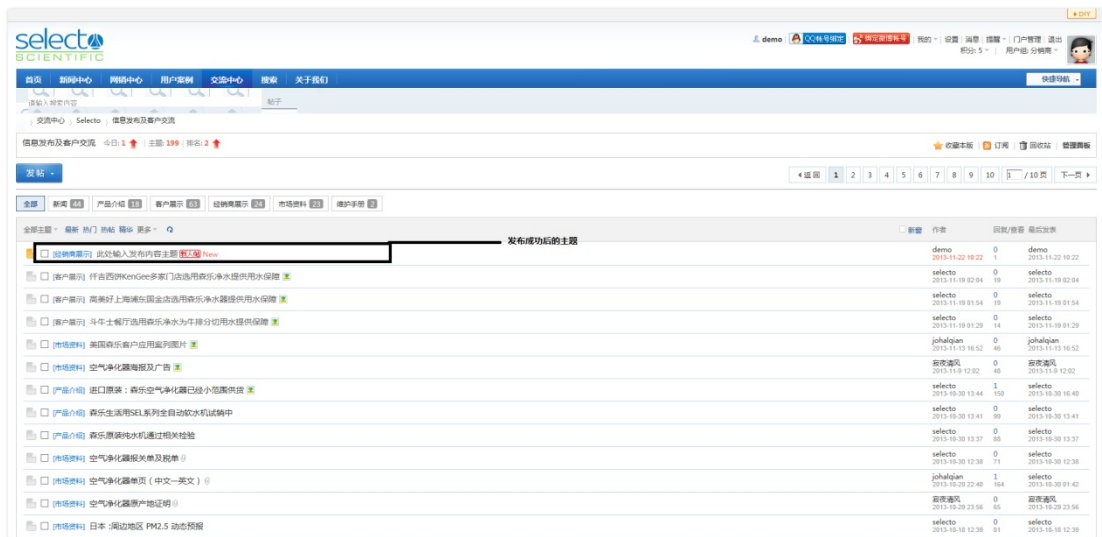 DIY
selecto
SCIENTIFIC
demo QQ帐号绑定 绑定微博帐号 我的 设置 消息 提醒 门户管理 退出
积分: 5 用户组: 分销商
首页 新闻中心 网销中心 用户案例 交流中心 搜索 关于我们 快捷导航
请输入搜索内容 帖子
交流中心 Selecto 信息发布及客户交流
信息发布及客户交流 今日: 1 主题: 199 排名: 2 收藏本版 订阅 回收站 管理面板
发帖 返回 1 2 3 4 5 6 7 8 9 10 1 / 10 页 下一页
全部 新闻 44 产品介绍 18 客户展示 63 经销商展示 24 市场资料 23 维护手册 2
全部主题 最新 热门 热帖 精华 更多 新窗 作者 回复/查看 最后发表
发布成功后的主题
[经销商展示] 此处输入发布内容主题 New demo 0 demo
2013-11-22 10:22 1 2013-11-22 10:22
[客户展示] 仟吉西饼KenGee多家门店选用森乐净水提供用水保障 selecto 0 selecto
2013-11-19 02:04 19 2013-11-19 02:04
[客户展示] 高美好上海浦东国金店选用森乐净水器提供用水保障 selecto 0 selecto
2013-11-19 01:54 19 2013-11-19 01:54
[客户展示] 斗牛士餐厅选用森乐净水为牛排分切用水提供保障 selecto 0 selecto
2013-11-19 01:29 14 2013-11-19 01:29
[市场资料] 美国森乐客户应用案列图片 johalqian 0 johalqian
2013-11-13 16:52 46 2013-11-13 16:52
[市场资料] 空气净化器海报及广告 寂夜清风 0 寂夜清风
2013-11-9 12:02 48 2013-11-9 12:02
[产品介绍] 进口原装：森乐空气净化器已经小范围供货 selecto 1 selecto
2013-10-30 13:44 158 2013-10-30 16:40
[产品介绍] 森乐生活用SEL系列全自动软水机试销中 selecto 0 selecto
2013-10-30 13:41 99 2013-10-30 13:41
[产品介绍] 森乐原装纯水机通过相关检验 selecto 0 selecto
2013-10-30 13:37 88 2013-10-30 13:37
[市场资料] 空气净化器报关单及税单 selecto 0 selecto
2013-10-30 12:38 71 2013-10-30 12:38
[市场资料] 空气净化器单页（中文—英文） johalqian 1 selecto
2013-10-20 22:40 164 2013-10-30 01:42
[市场资料] 空气净化器原产地证明 寂夜清风 0 寂夜清风
2013-10-28 23:56 65 2013-10-28 23:56
[市场资料] 日本 :周边地区 PM2.5 动态预报 selecto 0 selecto
2013-10-18 12:39 81 2013-10-18 12:39